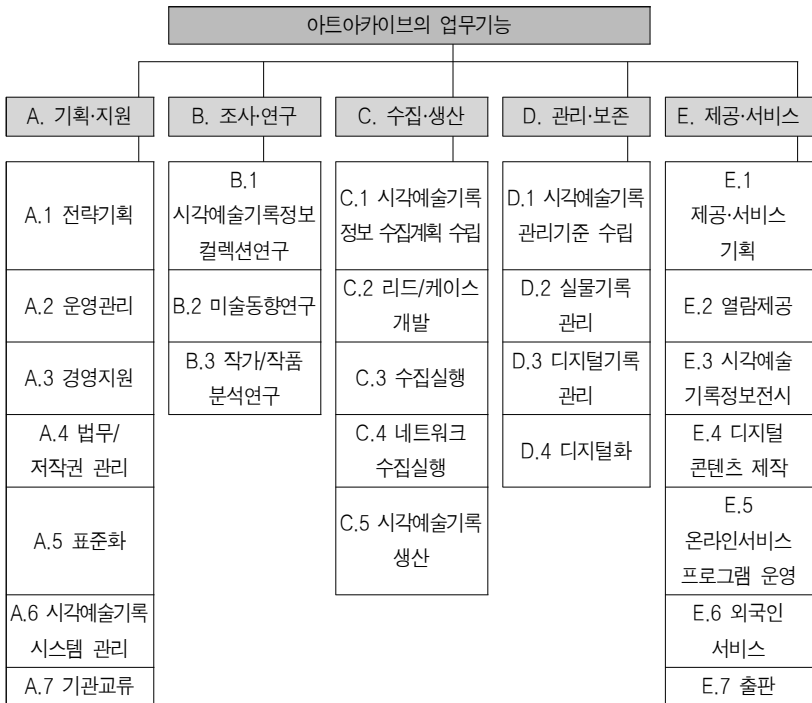 아트아카이브의 업무기능
A. 기획·지원
B. 조사·연구
C. 수집·생산
D. 관리·보존
E. 제공·서비스
A.1 전략기획
A.2 운영관리
A.3 경영지원
A.4 법무/
저작권 관리
A.5 표준화
A.6 시각예술기록
시스템 관리
A.7 기관교류
B.1
시각예술기록정보
컬렉션연구
B.2 미술동향연구
B.3 작가/작품
분석연구
C.1 시각예술기록
정보 수집계획 수립
C.2 리드/케이스
개발
C.3 수집실행
C.4 네트워크
수집실행
C.5 시각예술기록
생산
D.1 시각예술기록
관리기준 수립
D.2 실물기록
관리
D.3 디지털기록
관리
D.4 디지털화
E.1
제공·서비스
기획
E.2 열람제공
E.3 시각예술
기록정보전시
E.4 디지털
콘텐츠 제작
E.5
온라인서비스
프로그램 운영
E.6 외국인
서비스
E.7 출판